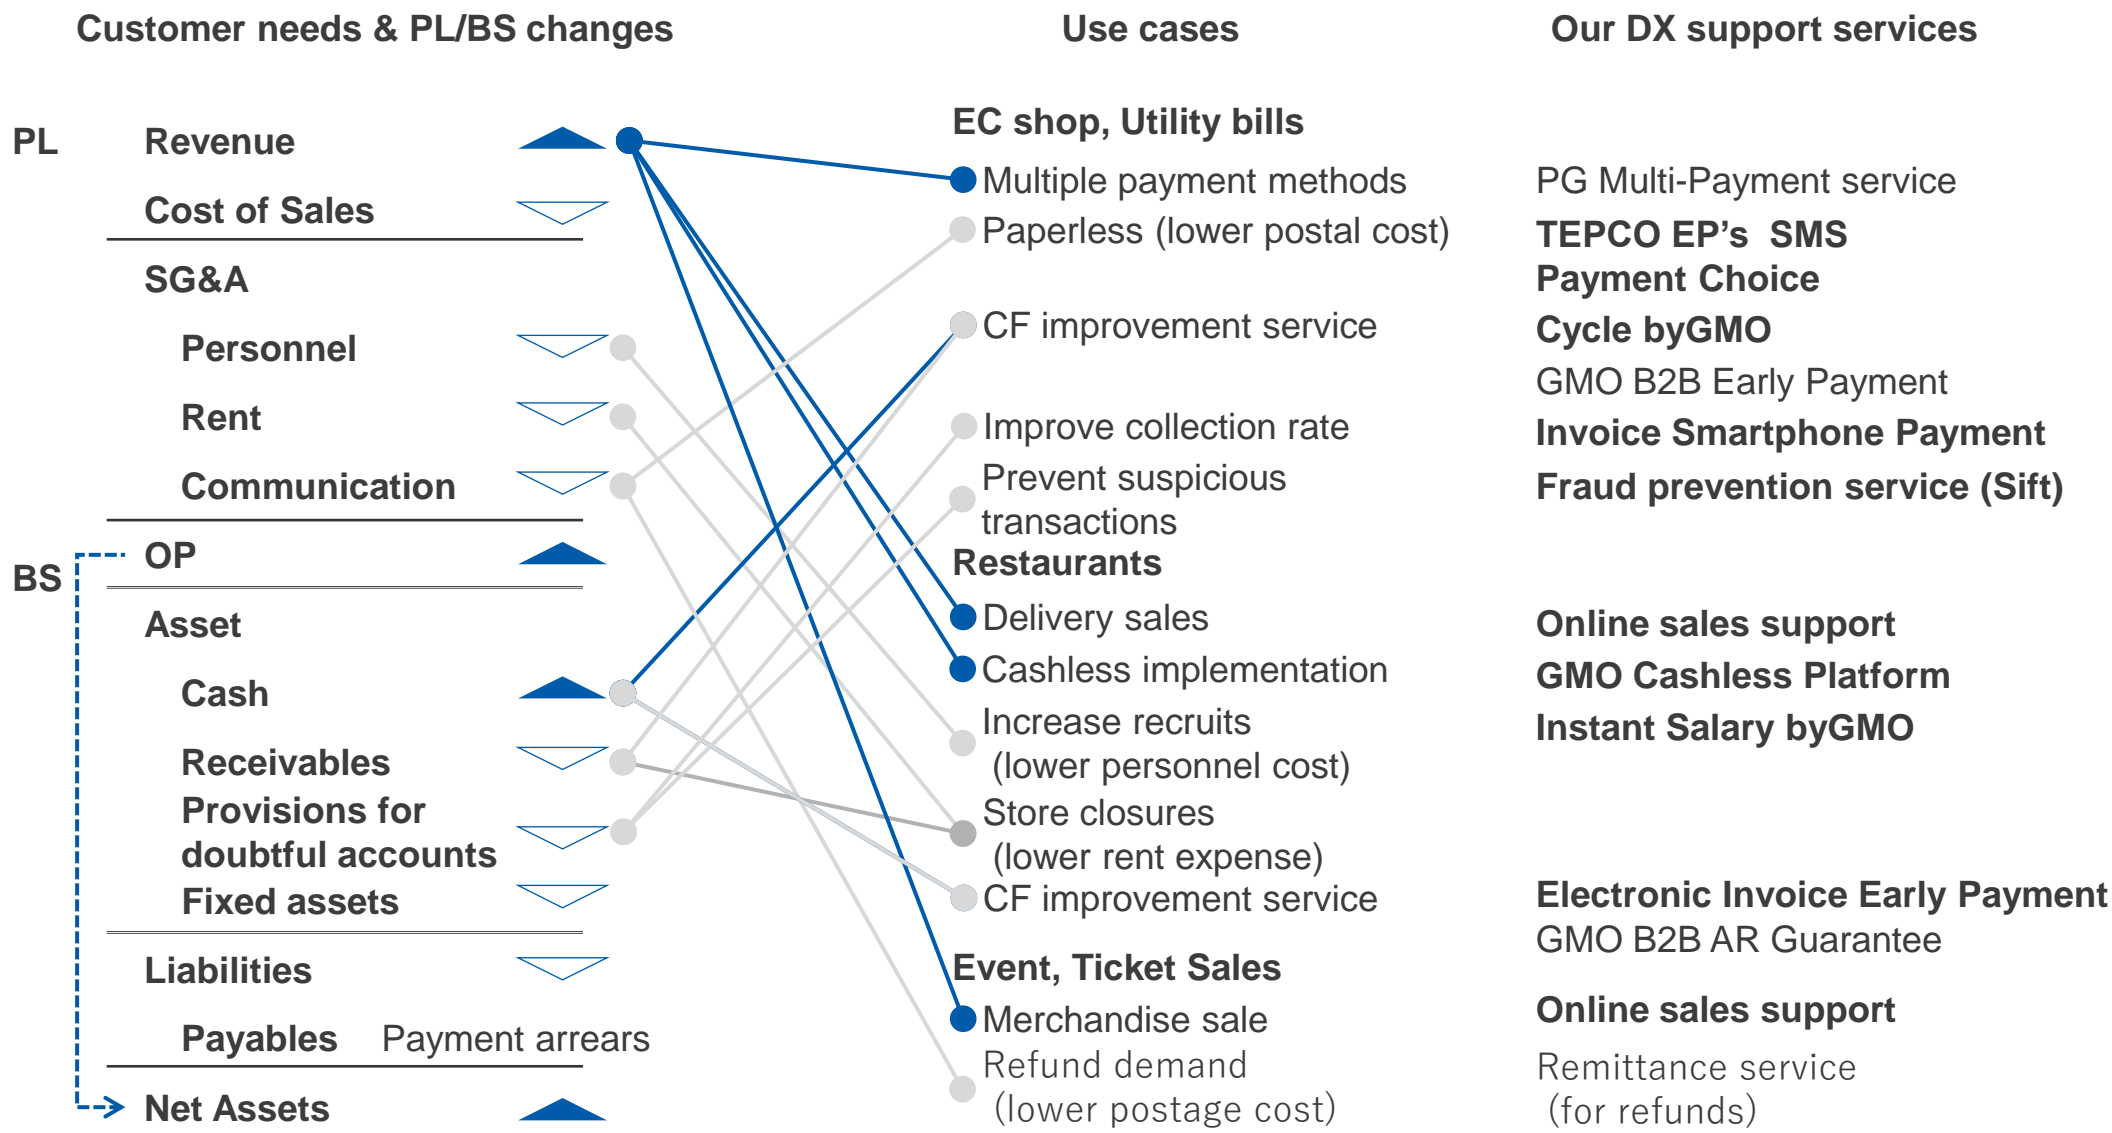 Customer needs & PL/BS changes
Use cases
Our DX support services
PL
Revenue
Cost of Sales
SG&A
Personnel
Rent
Communication
OP
BS
Asset
Cash
Receivables
Provisions for
doubtful accounts
Fixed assets
Liabilities
Payables Payment arrears
Net Assets
EC shop, Utility bills
Multiple payment methods
Paperless (lower postal cost)
CF improvement service
Improve collection rate
Prevent suspicious
transactions
Restaurants
Delivery sales
Cashless implementation
Increase recruits
(lower personnel cost)
Store closures
(lower rent expense)
CF improvement service
Event, Ticket Sales
Merchandise sale
Refund demand
(lower postage cost)
PG Multi-Payment service
TEPCO EP’s SMS
Payment Choice
Cycle byGMO
GMO B2B Early Payment
Invoice Smartphone Payment
Fraud prevention service (Sift)
Online sales support
GMO Cashless Platform
Instant Salary byGMO
Electronic Invoice Early Payment
GMO B2B AR Guarantee
Online sales support
Remittance service
(for refunds)